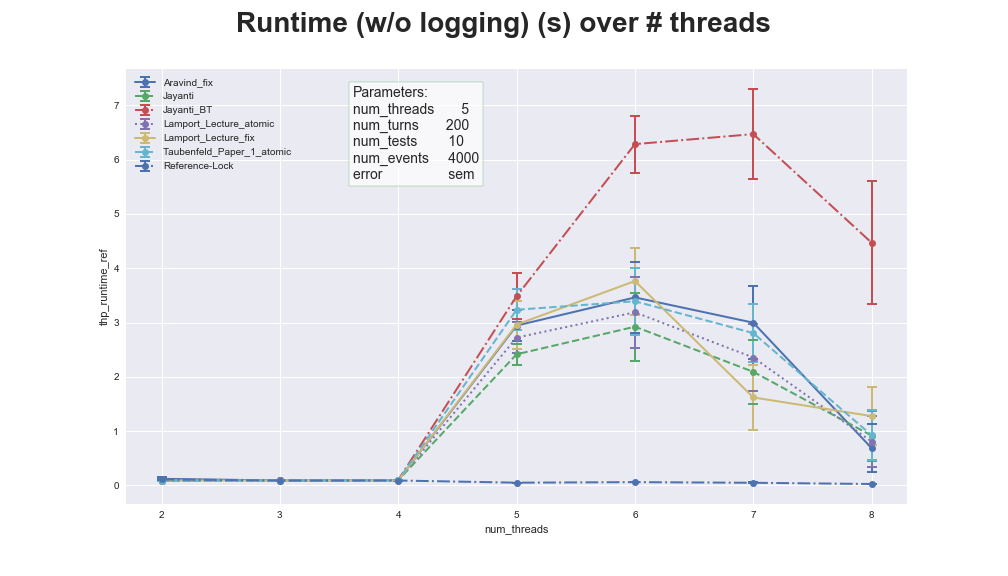 Runtime (w/o logging) (s) over # threads
Aravind_fix
Jayanti
Jayanti_BT
Lamport_Lecture_atomic
Lamport_Lecture_fix
Taubenfeld_Paper_1_atomic
Reference-Lock
Parameters:
num_threads 5
num_turns 200
num_tests 10
num_events 4000
error sem
thp_runtime_ref
7
6
5
4
3
2
1
0
2 3 4 5 6 7 8
num_threads